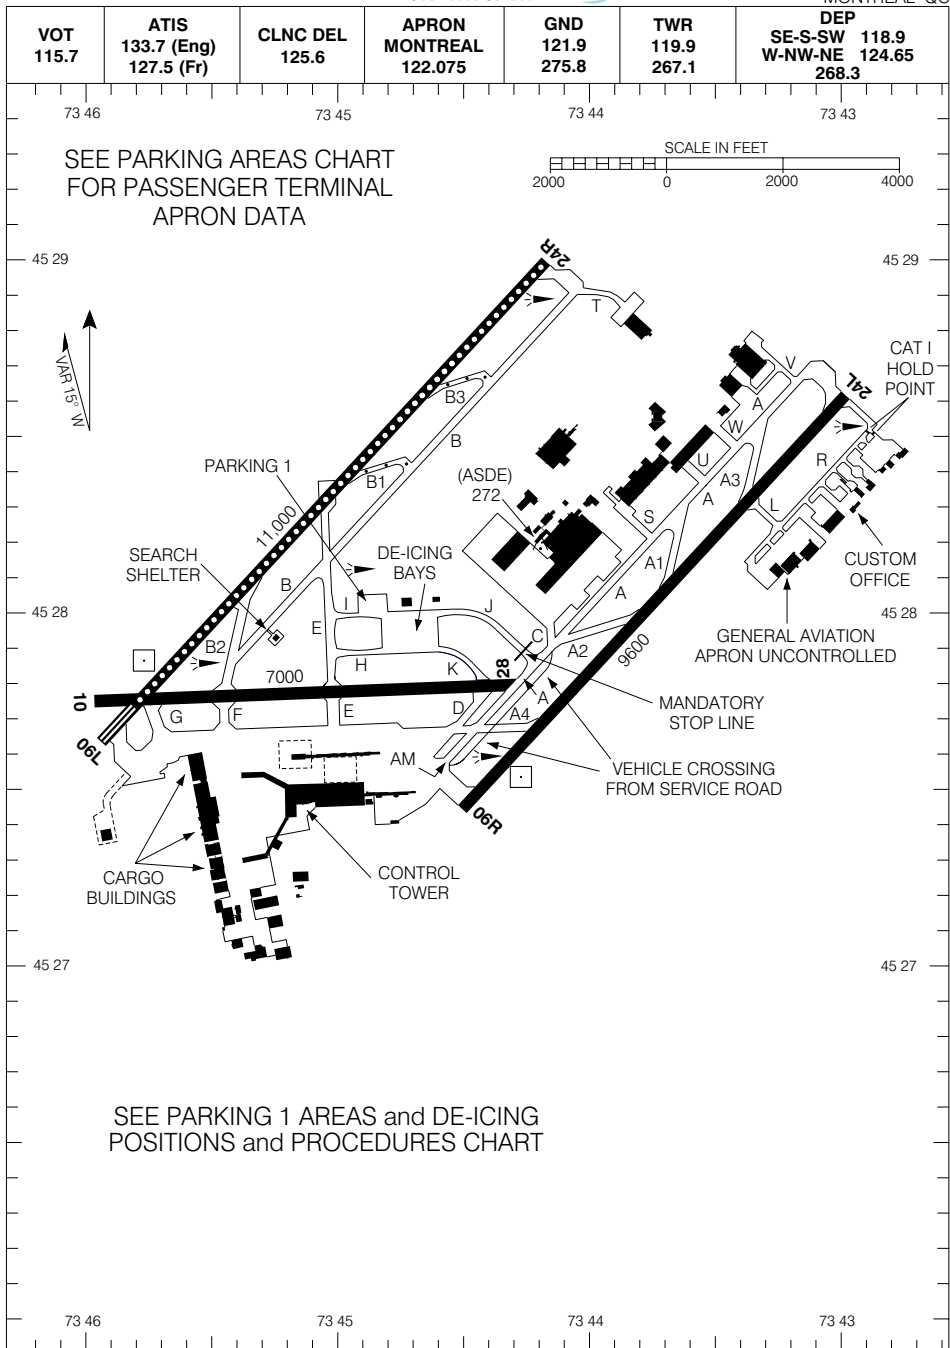 MONTREAL QC
VOT
115.7
ATIS
133.7 (Eng)
127.5 (Fr)
CLNC DEL
125.6
APRON
MONTREAL
122.075
GND
121.9
275.8
TWR
119.9
267.1
DEP
SE-S-SW 118.9
W-NW-NE 124.65
268.3
73 46
73 45
73 44
73 43
SEE PARKING AREAS CHART
FOR PASSENGER TERMINAL
APRON DATA
SCALE IN FEET
2000 0 2000 4000
45 29
45 29
24R
T
VAR 15° W
V
CAT I
HOLD
POINT
24L
B3
A
B
W
PARKING 1
B1
U
A3
R
(ASDE)
272
A
L
11,000
S
SEARCH
SHELTER
DE-ICING
BAYS
A1
CUSTOM
OFFICE
B
I
J
A
45 28
45 28
E
C
GENERAL AVIATION
APRON UNCONTROLLED
B2
A2
9600
H
K
28
7000
10
A
MANDATORY
STOP LINE
G
F
E
D
A4
06L
AM
VEHICLE CROSSING
FROM SERVICE ROAD
06R
CARGO
BUILDINGS
CONTROL
TOWER
45 27
45 27
SEE PARKING 1 AREAS and DE-ICING
POSITIONS and PROCEDURES CHART
73 46
73 45
73 44
73 43